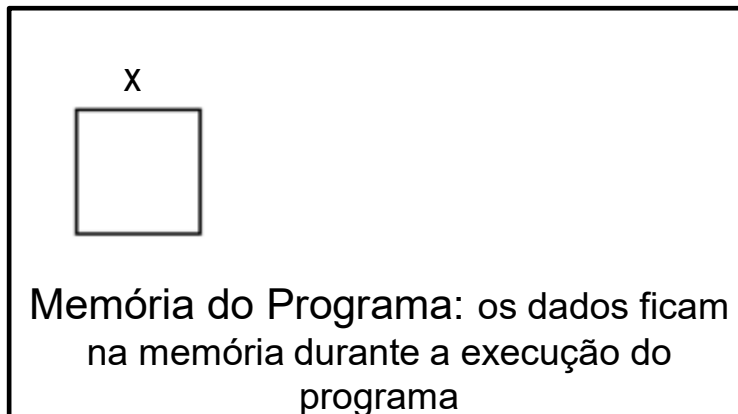 x
Memória do Programa: os dados ficam
na memória durante a execução do
programa